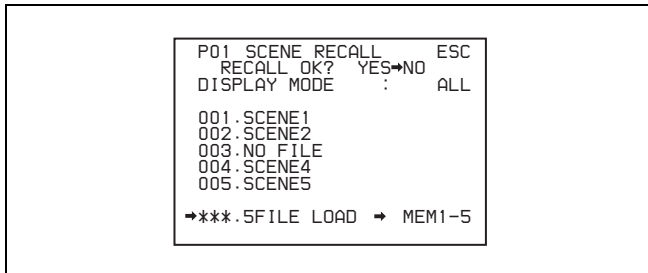 P01 SCENE RECALL ESC
RECALL OK? YES➡NO
DISPLAY MODE : ALL
001.SCENE1
002.SCENE2
003.NO FILE
004.SCENE4
005.SCENE5
➡***.5FILE LOAD ➡ MEM1-5